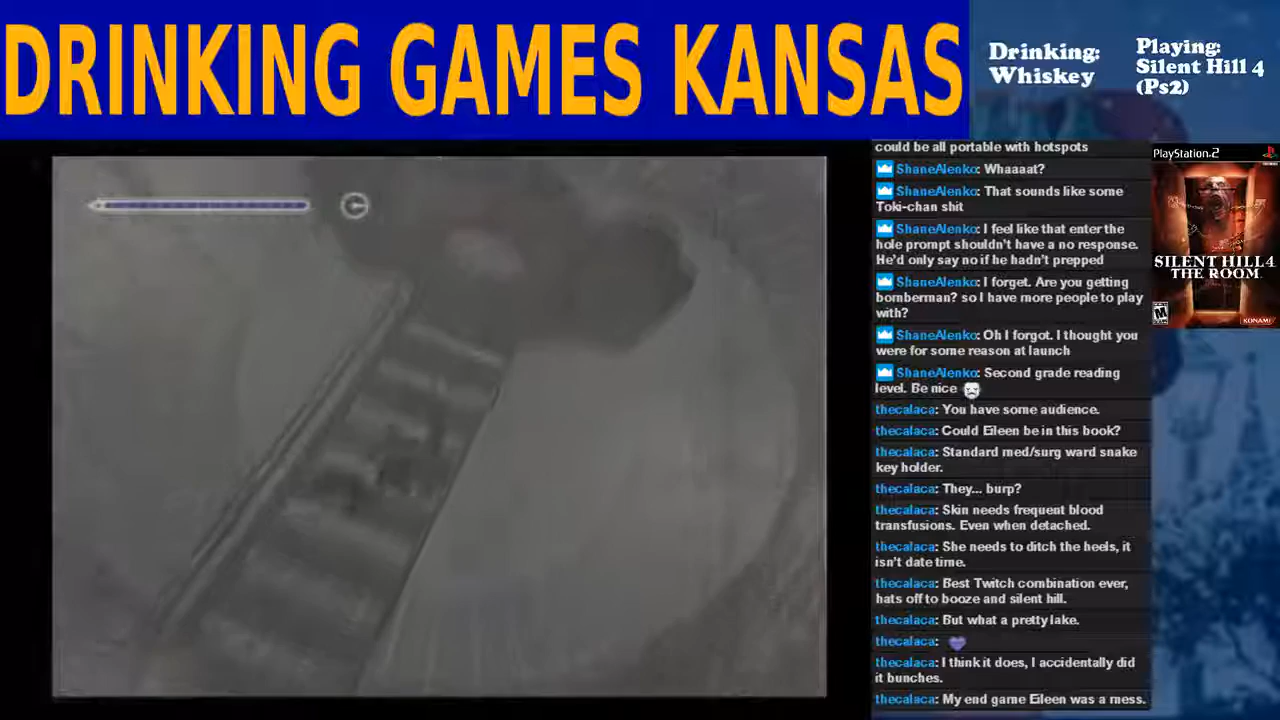 DRINKING GAMES KANSAS
Drinking:
Whiskey
Playing:
Silent Hill 4
(Ps2)
could be all portable with hotspots
ShaneAlenko: Whaaaat?
ShaneAlenko: That sounds like some
Toki-chan shit
ShaneAlenko: I feel like that enter the
hole prompt shouldn't have a no response.
He'd only say no if he hadn't prepped
ShaneAlenko: I forget. Are you getting
bomberman? so I have more people to play
with?
ShaneAlenko: Oh I forgot. I thought you
were for some reason at launch
ShaneAlenko: Second grade reading
level. Be nice
thecalaca: You have some audience.
thecalaca: Could Eileen be in this book?
thecalaca: Standard med/surg ward snake
key holder.
thecalaca: They... burp?
thecalaca: Skin needs frequent blood
transfusions. Even when detached.
thecalaca: She needs to ditch the heels, it
isn't date time.
thecalaca: Best Twitch combination ever,
hats off to booze and silent hill.
thecalaca: But what a pretty lake.
thecalaca:
thecalaca: I think it does, I accidentally did
it bunches.
thecalaca: My end game Eileen was a mess.
PlayStation.2
SILENT HILL 4
THE ROOM
M
KONAMI